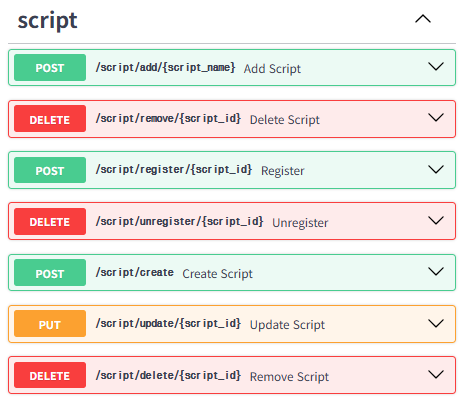 script
POST /script/add/{script_name} Add Script
DELETE /script/remove/{script_id} Delete Script
POST /script/register/{script_id} Register
DELETE /script/unregister/{script_id} Unregister
POST /script/create Create Script
PUT /script/update/{script_id} Update Script
DELETE /script/delete/{script_id} Remove Script